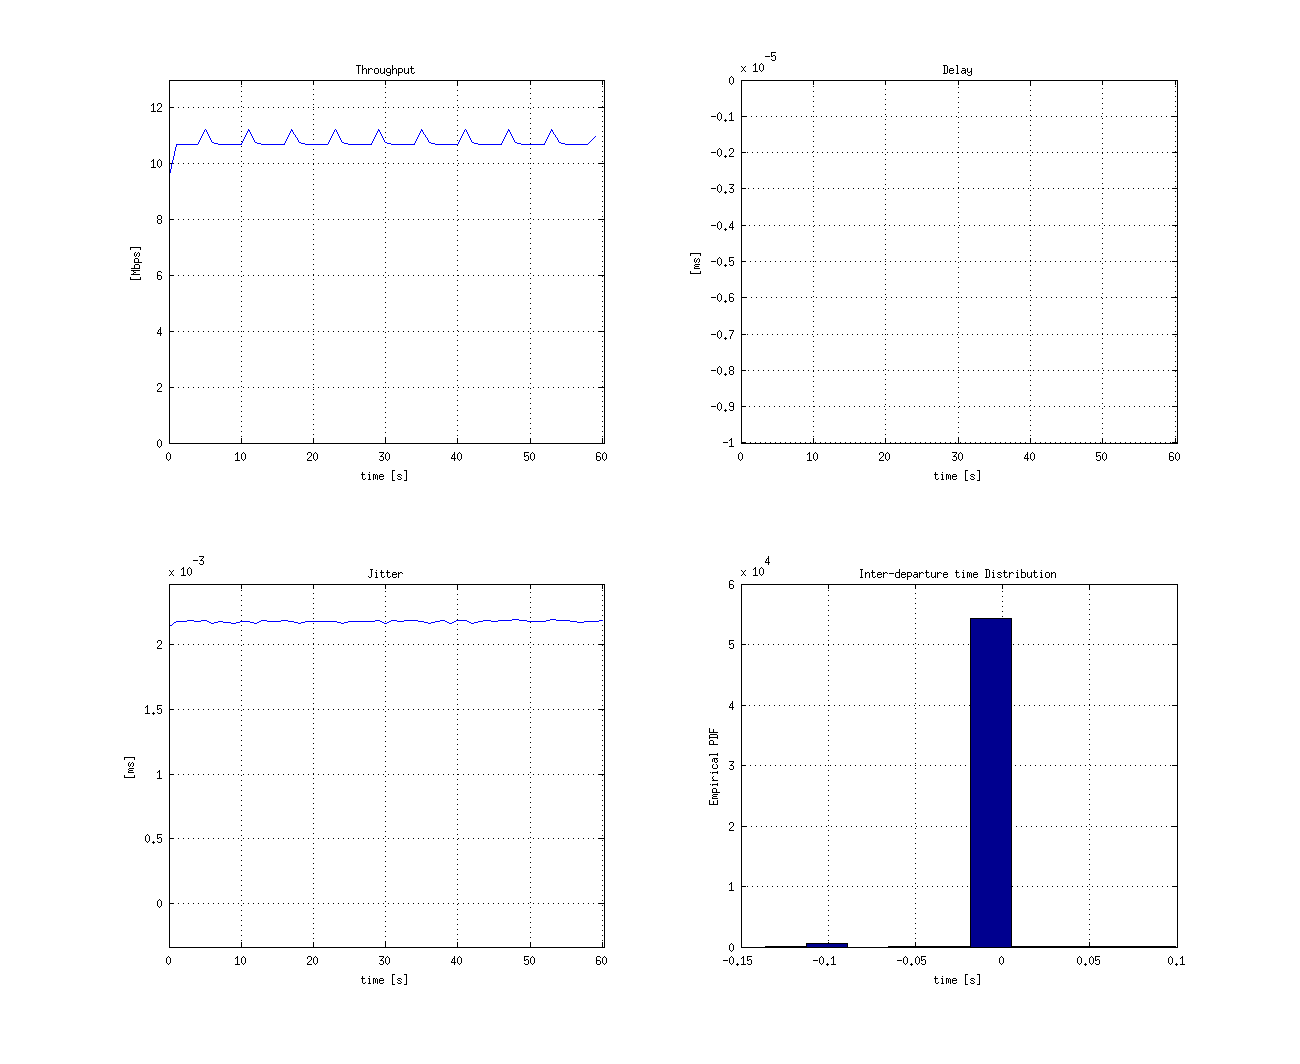 Throughput
12
10
8
6
4
2
0
[Mbps]
0 10 20 30 40 50 60
time [s]
x 10^-5
Delay
0
-0.1
-0.2
-0.3
-0.4
-0.5
-0.6
-0.7
-0.8
-0.9
-1
[ms]
0 10 20 30 40 50 60
time [s]
x 10^-3
Jitter
2
1.5
1
0.5
0
[ms]
0 10 20 30 40 50 60
time [s]
x 10^4
Inter-departure time Distribution
6
5
4
3
2
1
0
Empirical PDF
-0.15 -0.1 -0.05 0 0.05 0.1
time [s]